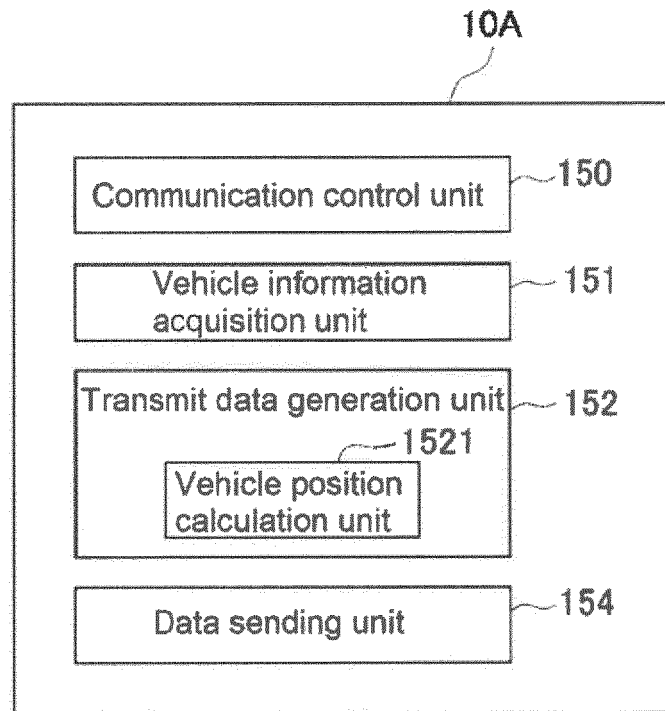 10A
Communication control unit
150
Vehicle information
acquisition unit
151
Transmit data generation unit
152
1521
Vehicle position
calculation unit
Data sending unit
154